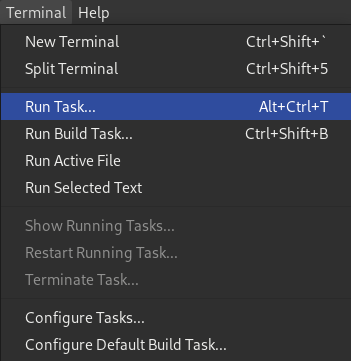 Terminal Help
New Terminal Ctrl+Shift+`
Split Terminal Ctrl+Shift+5
Run Task... Alt+Ctrl+T
Run Build Task... Ctrl+Shift+B
Run Active File
Run Selected Text
Show Running Tasks...
Restart Running Task...
Terminate Task...
Configure Tasks...
Configure Default Build Task...